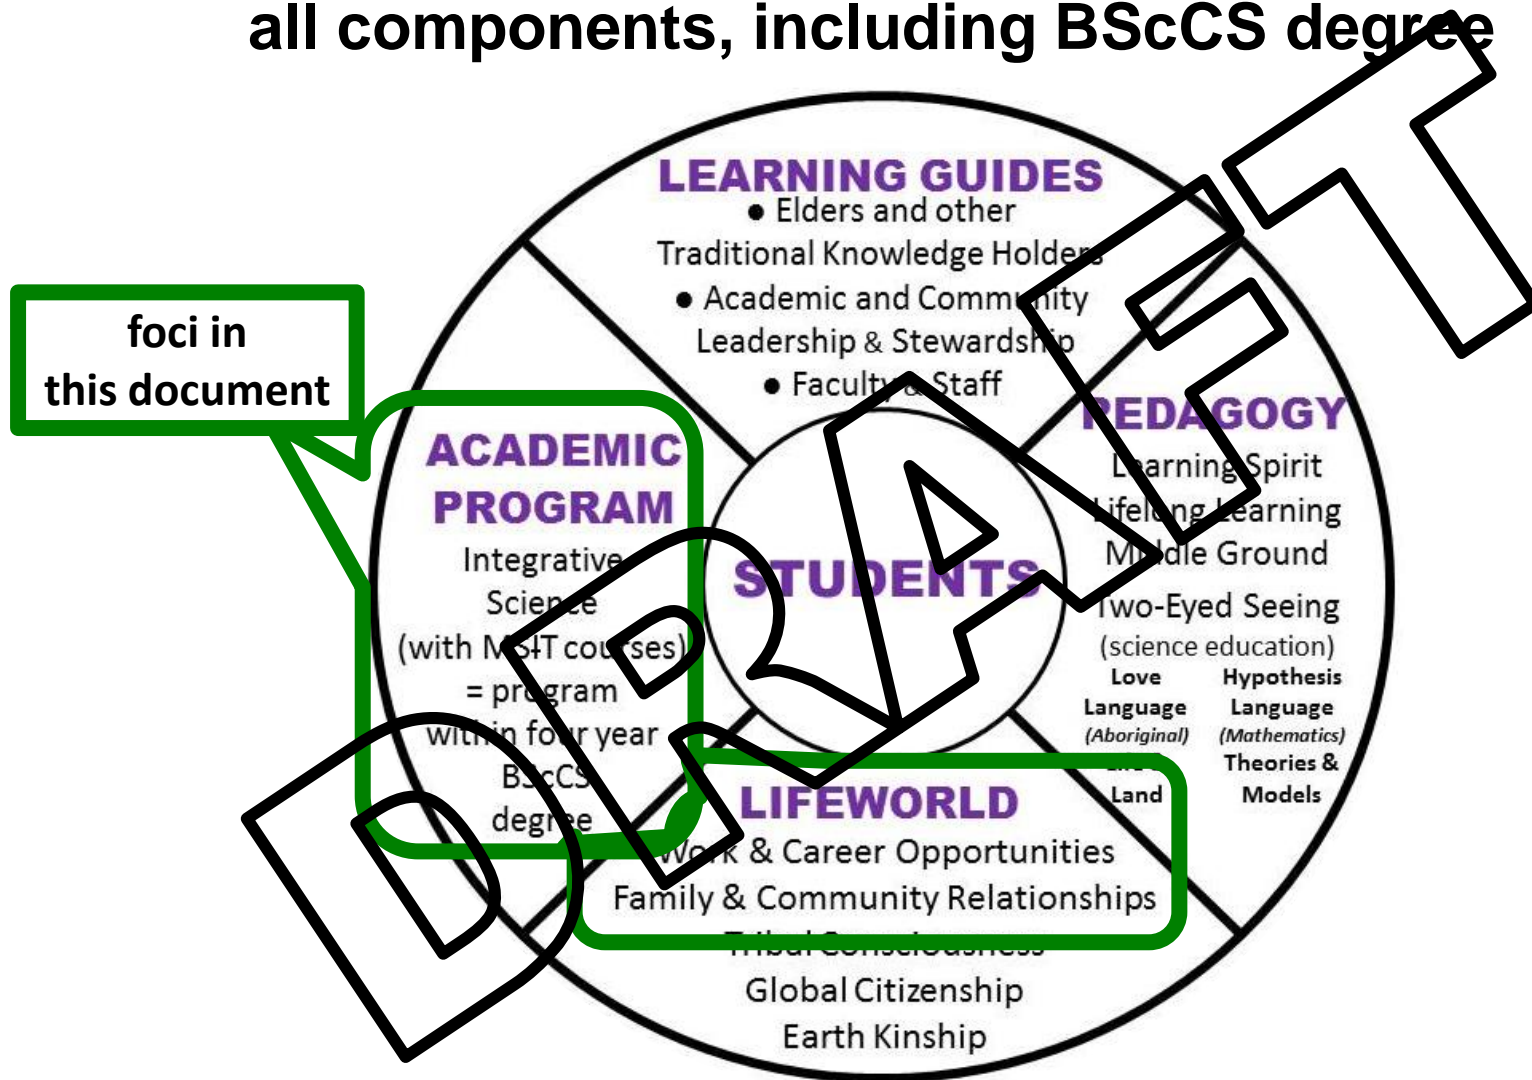 all components, including BScCS degree
LEARNING GUIDES
● Elders and other
Traditional Knowledge Holders
● Academic and Community
Leadership & Stewardship
● Faculty & Staff
foci in
this document
ACADEMIC
PROGRAM
Integrative
Science
(with MSIT courses)
= program
within four year
BScCS
degree
STUDENTS
PEDAGOGY
Learning Spirit
Lifelong Learning
Middle Ground
Two-Eyed Seeing
(science education)
Love Hypothesis
Language Language
(Aboriginal) (Mathematics)
Theories &
Land Models
LIFEWORLD
Work & Career Opportunities
Family & Community Relationships
Tribal Consciousness
Global Citizenship
Earth Kinship
DRAFT